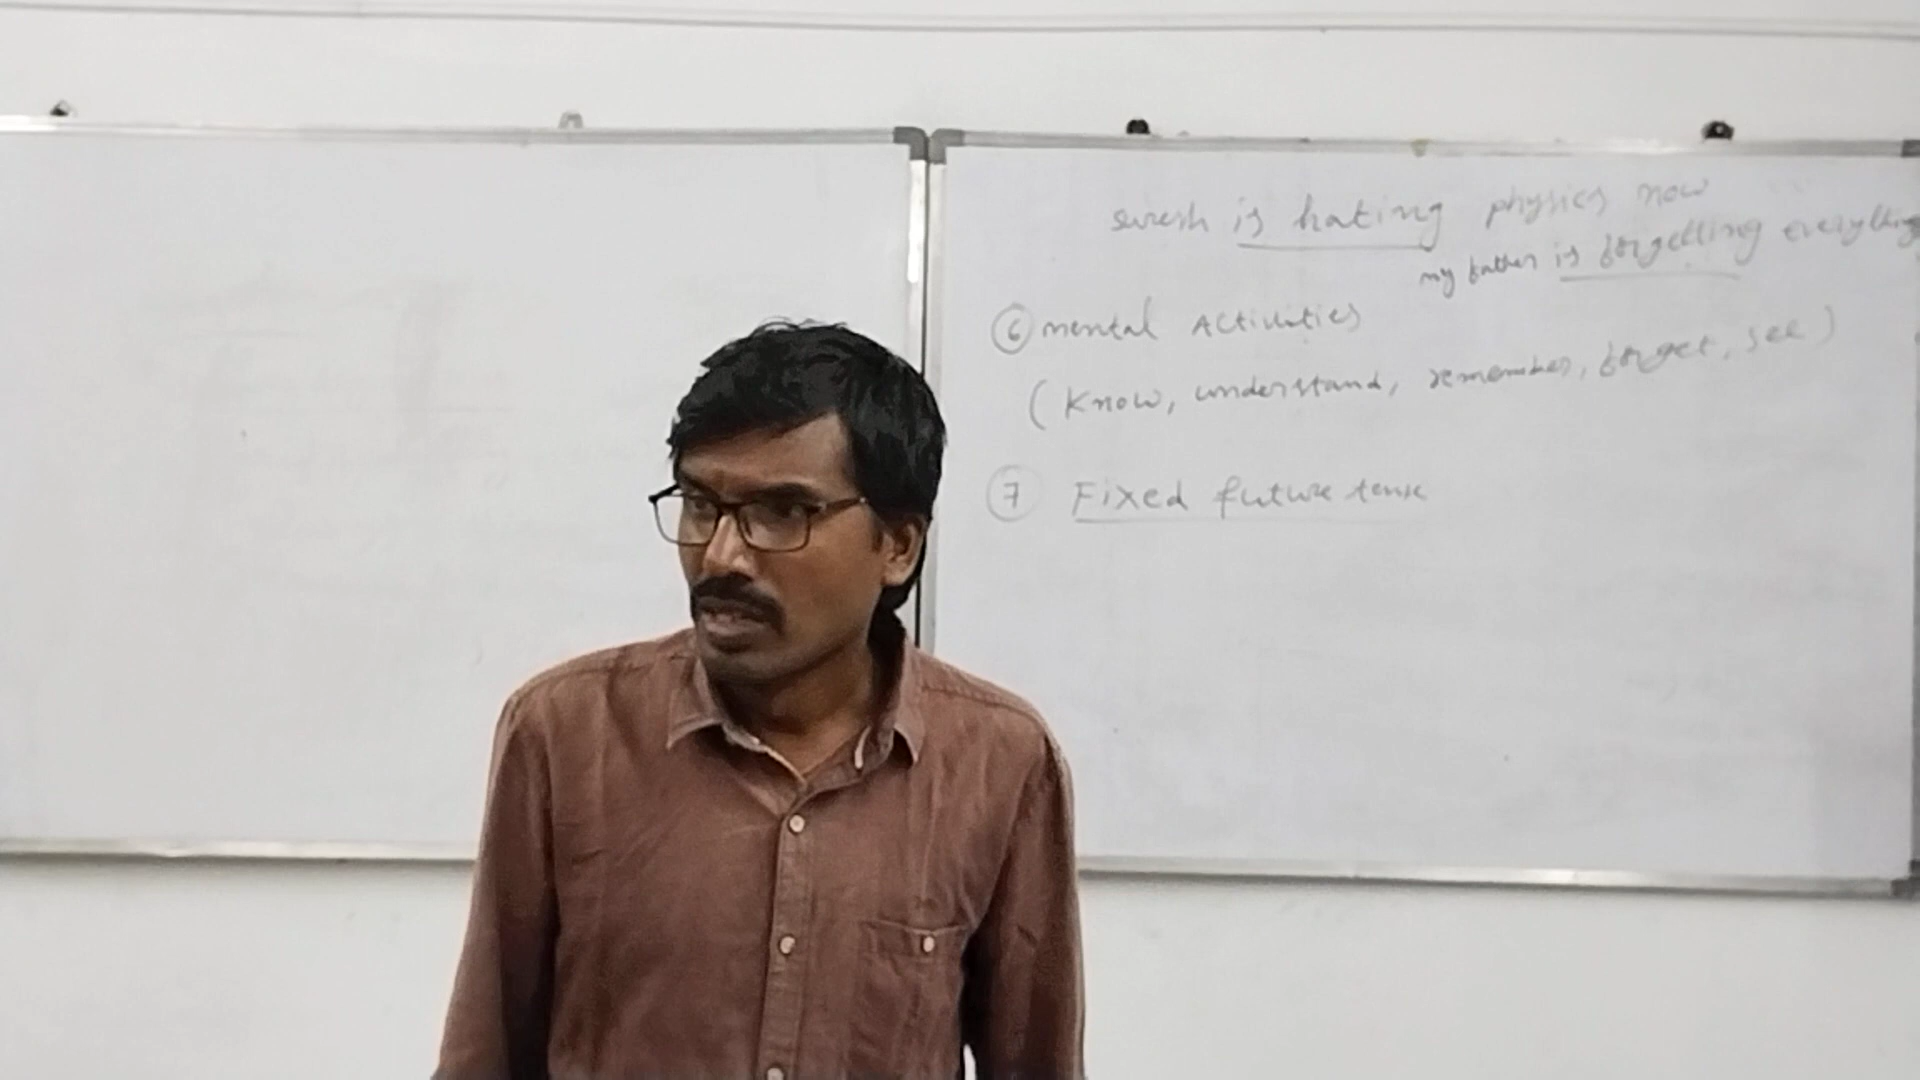 suresh is hating physics now
my father is forgetting everything
⑥ mental Activities
(Know, understand, remember, forget, see)
⑦ Fixed future tense